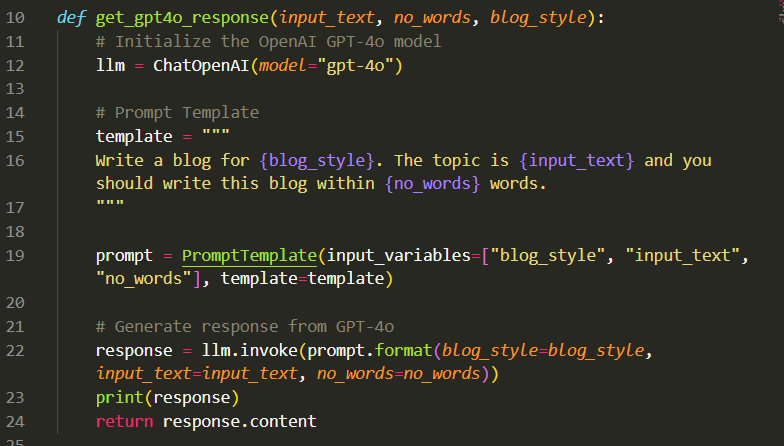 10 def get_gpt4o_response(input_text, no_words, blog_style):
11     # Initialize the OpenAI GPT-4o model
12     llm = ChatOpenAI(model="gpt-4o")
13
14     # Prompt Template
15     template = """
16     Write a blog for {blog_style}. The topic is {input_text} and you
    should write this blog within {no_words} words.
17     """
18
19     prompt = PromptTemplate(input_variables=["blog_style", "input_text",
    "no_words"], template=template)
20
21     # Generate response from GPT-4o
22     response = llm.invoke(prompt.format(blog_style=blog_style,
    input_text=input_text, no_words=no_words))
23     print(response)
24     return response.content
25